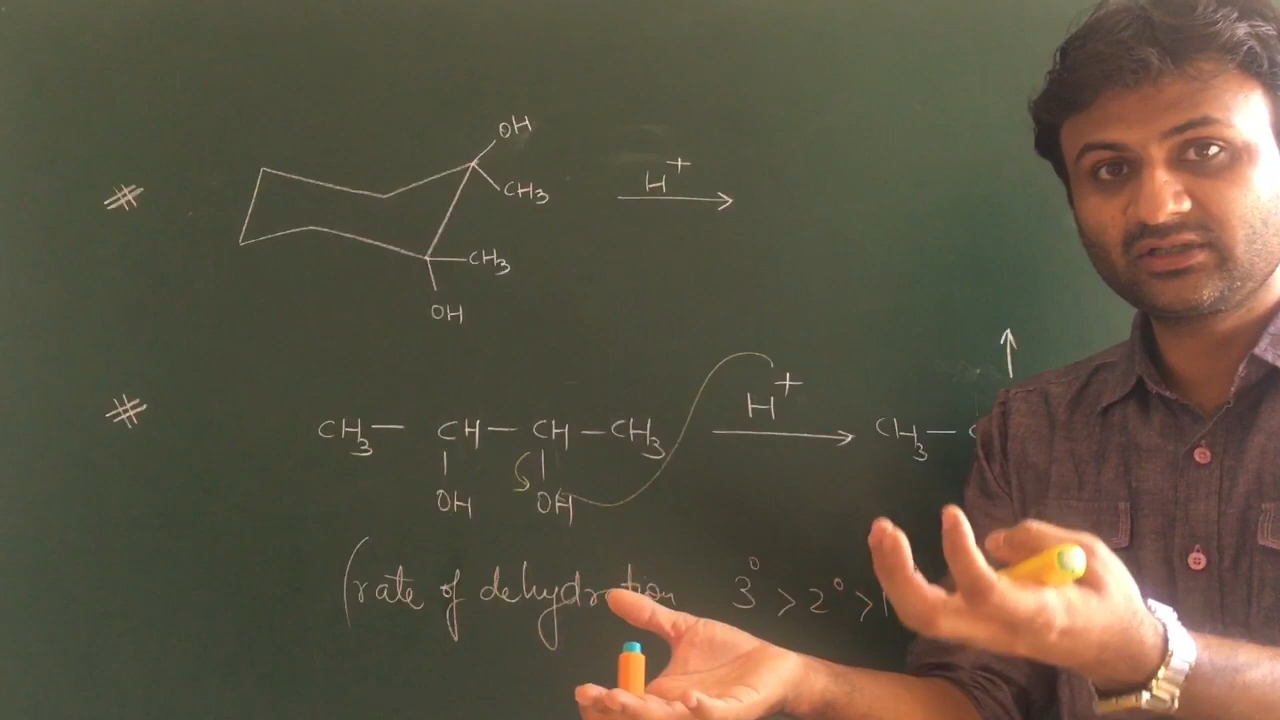 OH
# CH3 H+ →
CH3
OH
↑
# CH3 – CH – CH – CH3 H+ → CH3 – C
OH OH
(rate of dehydration 3° > 2° > 1